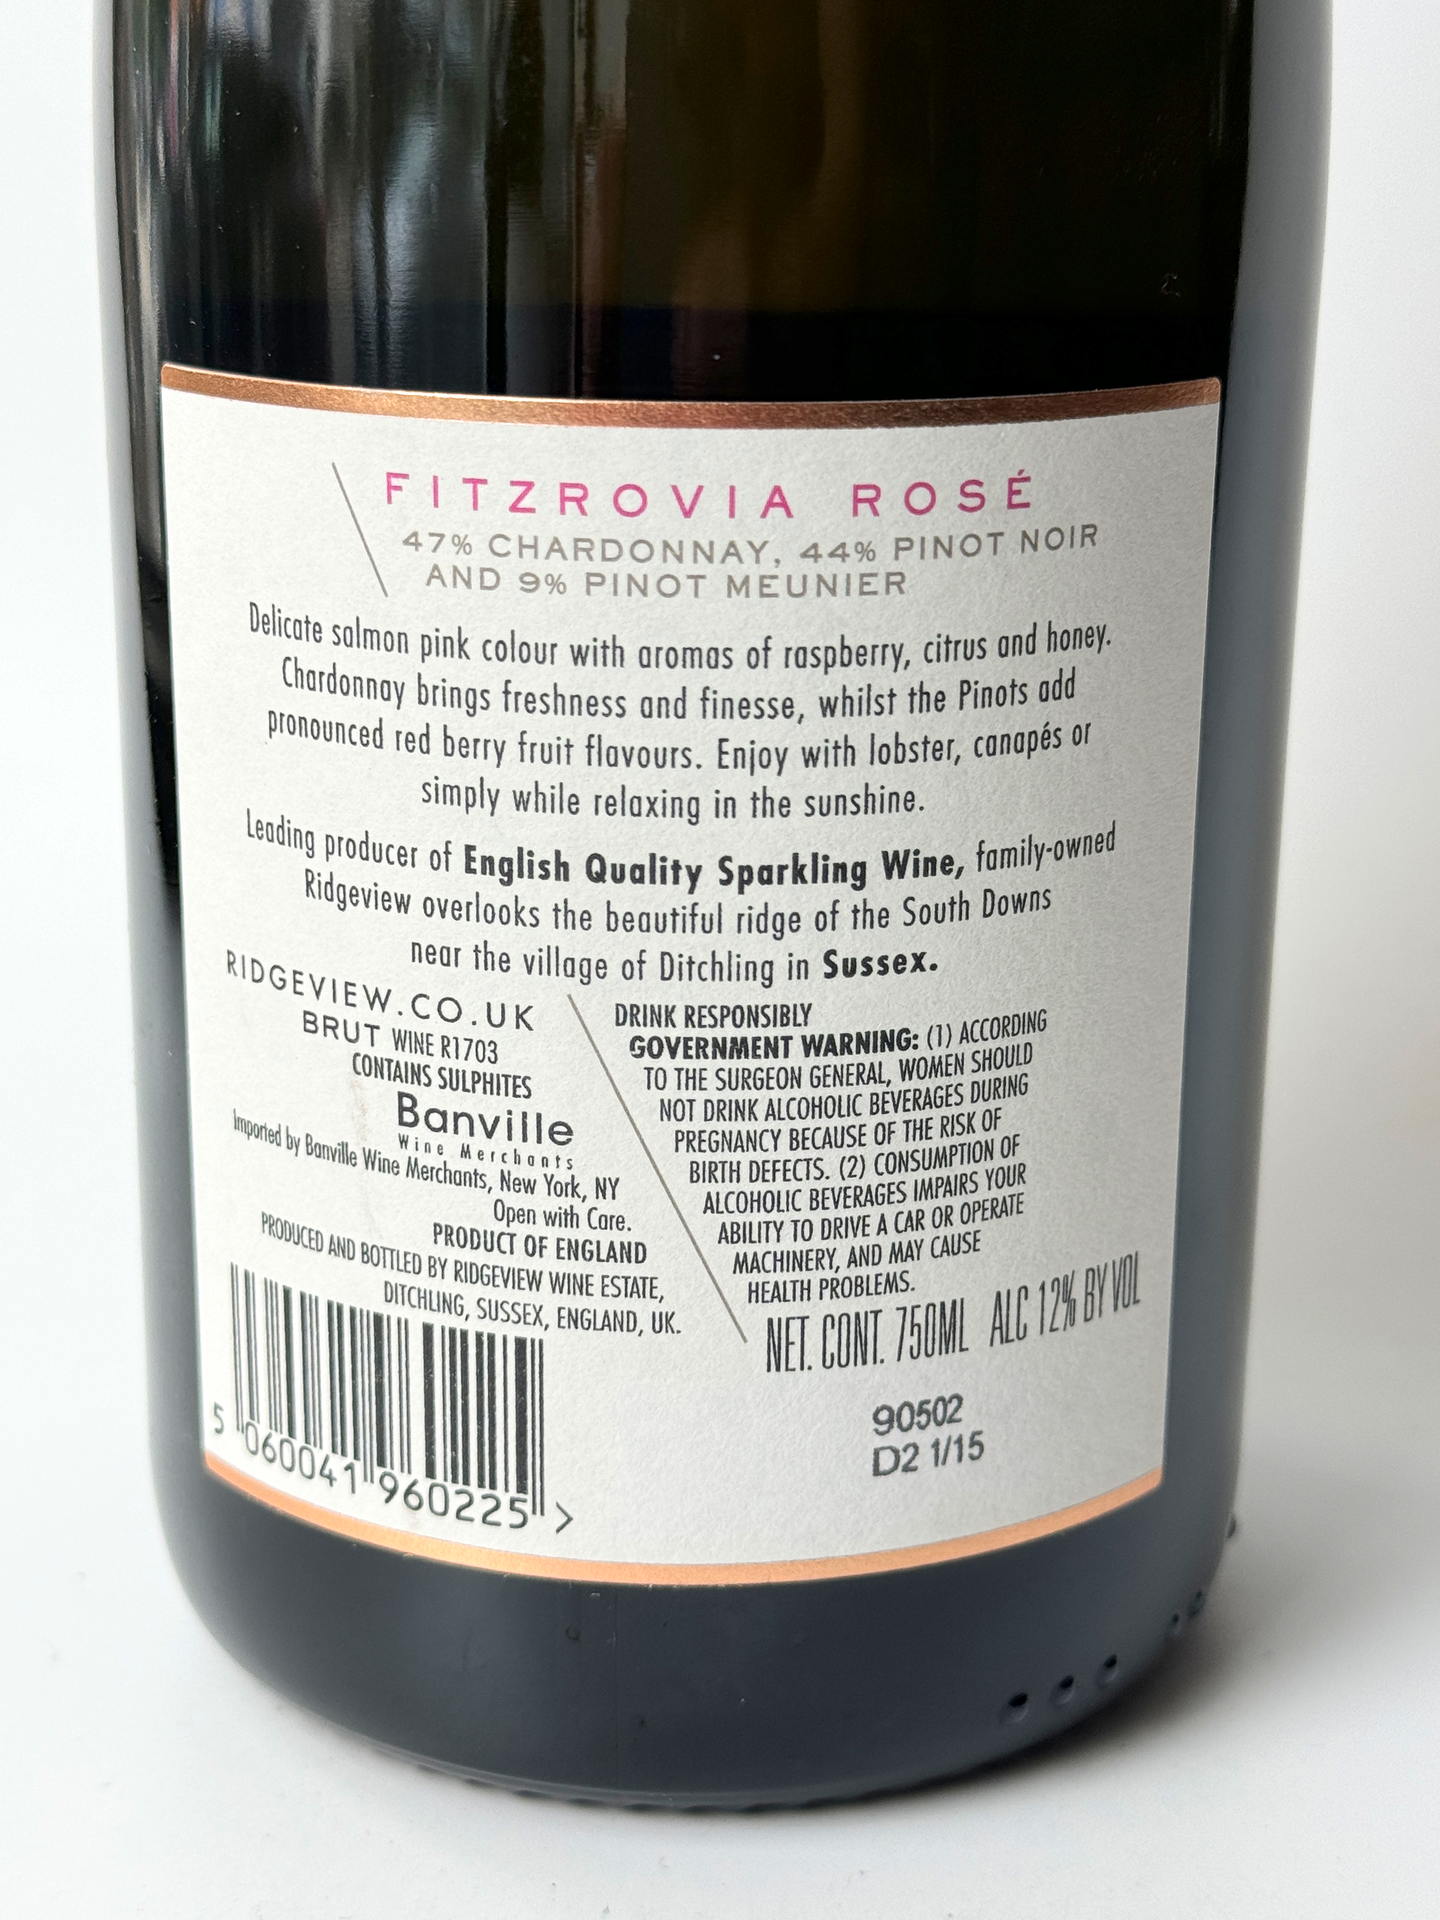 FITZROVIA ROSÉ
47% CHARDONNAY, 44% PINOT NOIR
AND 9% PINOT MEUNIER
Delicate salmon pink colour with aromas of raspberry, citrus and honey.
Chardonnay brings freshness and finesse, whilst the Pinots add
pronounced red berry fruit flavours. Enjoy with lobster, canapés or
simply while relaxing in the sunshine.
Leading producer of English Quality Sparkling Wine, family-owned
Ridgeview overlooks the beautiful ridge of the South Downs
near the village of Ditchling in Sussex.
RIDGEVIEW.CO.UK
BRUT WINE R1703
CONTAINS SULPHITES
Banville
Wine Merchants
Imported by Banville Wine Merchants, New York, NY
Open with Care.
PRODUCT OF ENGLAND
PRODUCED AND BOTTLED BY RIDGEVIEW WINE ESTATE,
DITCHLING, SUSSEX, ENGLAND, UK.
5 060041 960225 >
DRINK RESPONSIBLY
GOVERNMENT WARNING: (1) ACCORDING
TO THE SURGEON GENERAL, WOMEN SHOULD
NOT DRINK ALCOHOLIC BEVERAGES DURING
PREGNANCY BECAUSE OF THE RISK OF
BIRTH DEFECTS. (2) CONSUMPTION OF
ALCOHOLIC BEVERAGES IMPAIRS YOUR
ABILITY TO DRIVE A CAR OR OPERATE
MACHINERY, AND MAY CAUSE
HEALTH PROBLEMS.
NET. CONT. 750ML ALC 12% BY VOL
90502
D2 1/15